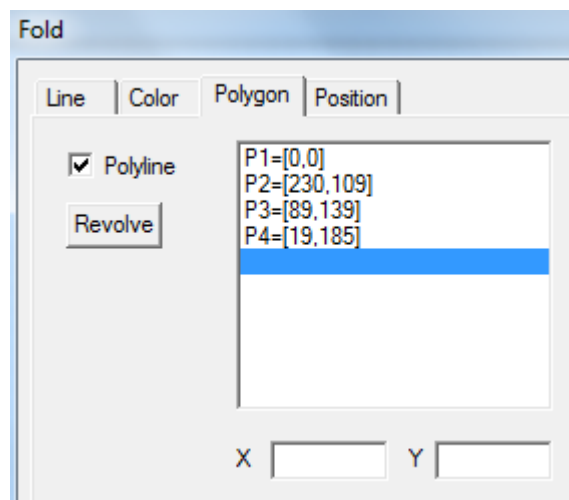 Fold
Line Color Polygon Position
Polyline
Revolve
P1=[0,0]
P2=[230,109]
P3=[89,139]
P4=[19,185]
X Y